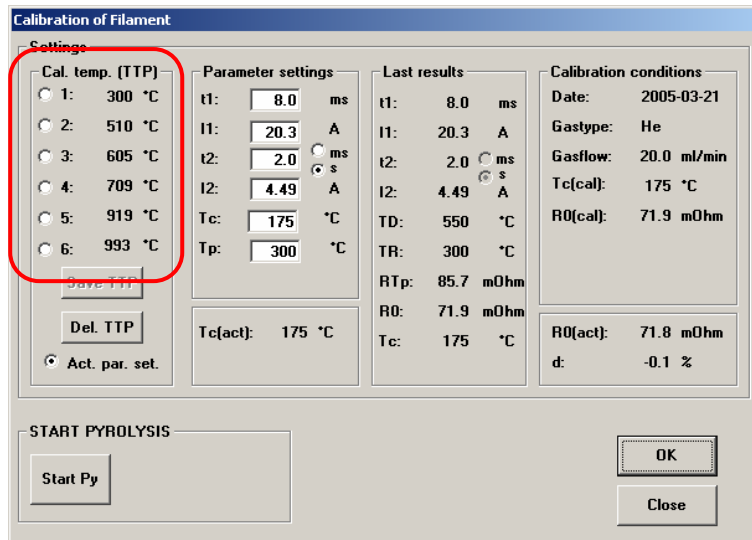 Calibration of Filament
Settings
Cal. temp. (TTP)
1: 300 °C
2: 510 °C
3: 605 °C
4: 709 °C
5: 919 °C
6: 993 °C
Save TTP
Del. TTP
Act. par. set.
Parameter settings
t1: 8.0 ms
I1: 20.3 A
t2: 2.0 ms
s
I2: 4.49 A
Tc: 175 °C
Tp: 300 °C
Tc(act): 175 °C
Last results
t1: 8.0 ms
I1: 20.3 A
t2: 2.0 ms
s
I2: 4.49 A
TD: 550 °C
TR: 300 °C
RTp: 85.7 mOhm
R0: 71.9 mOhm
Tc: 175 °C
Calibration conditions
Date: 2005-03-21
Gastype: He
Gasflow: 20.0 ml/min
Tc(cal): 175 °C
R0(cal): 71.9 mOhm
R0(act): 71.8 mOhm
d: -0.1 %
START PYROLYSIS
Start Py
OK
Close